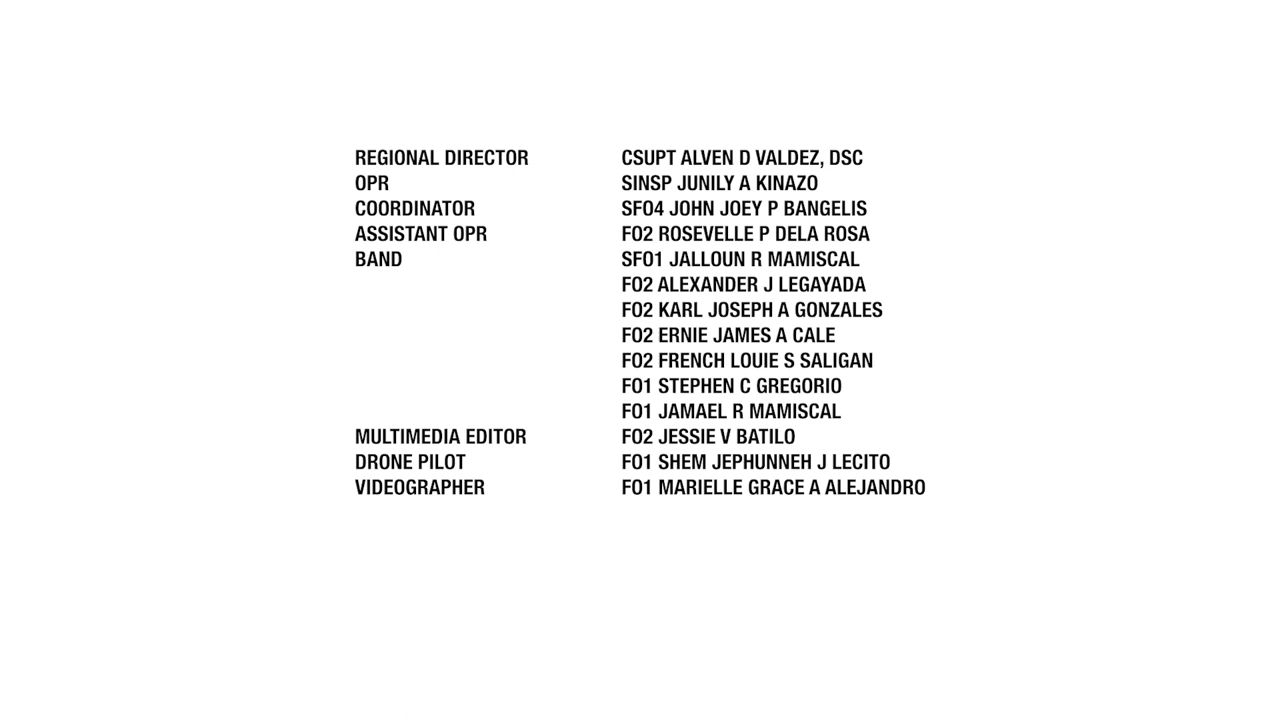 REGIONAL DIRECTOR CSUPT ALVEN D VALDEZ, DSC
OPR SINSP JUNILY A KINAZO
COORDINATOR SFO4 JOHN JOEY P BANGELIS
ASSISTANT OPR FO2 ROSEVELLE P DELA ROSA
BAND SFO1 JALLOUN R MAMISCAL
FO2 ALEXANDER J LEGAYADA
FO2 KARL JOSEPH A GONZALES
FO2 ERNIE JAMES A CALE
FO2 FRENCH LOUIE S SALIGAN
FO1 STEPHEN C GREGORIO
FO1 JAMAEL R MAMISCAL
MULTIMEDIA EDITOR FO2 JESSIE V BATILO
DRONE PILOT FO1 SHEM JEPHUNNEH J LECITO
VIDEOGRAPHER FO1 MARIELLE GRACE A ALEJANDRO